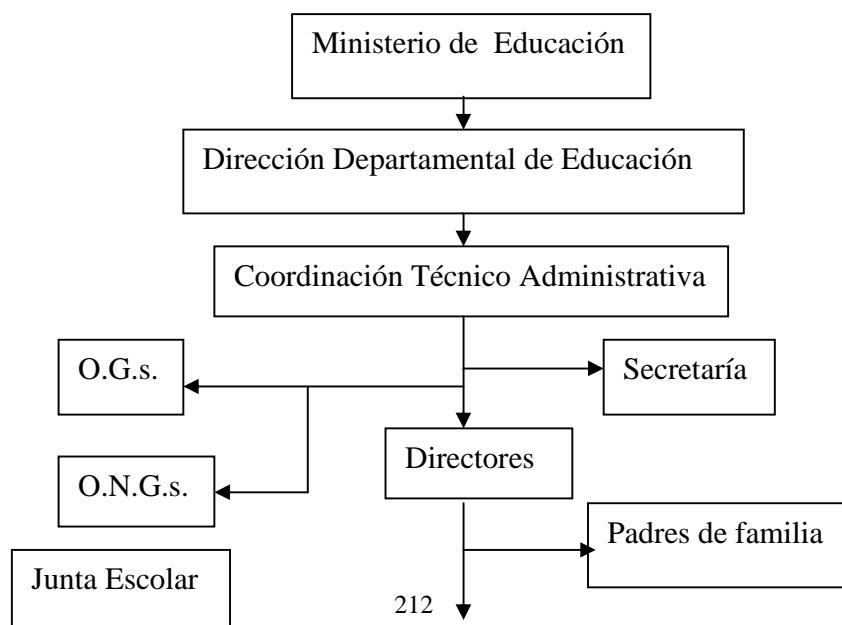 Ministerio de  Educación
Dirección Departamental de Educación
Coordinación Técnico Administrativa
O.G.s.
Secretaría
Directores
O.N.G.s.
Padres de familia
Junta Escolar
212